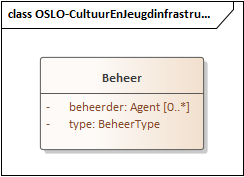 class OSLO-CultuurEnJeugdinfrastru...
Beheer
- beheerder: Agent [0..*]
- type: BeheerType